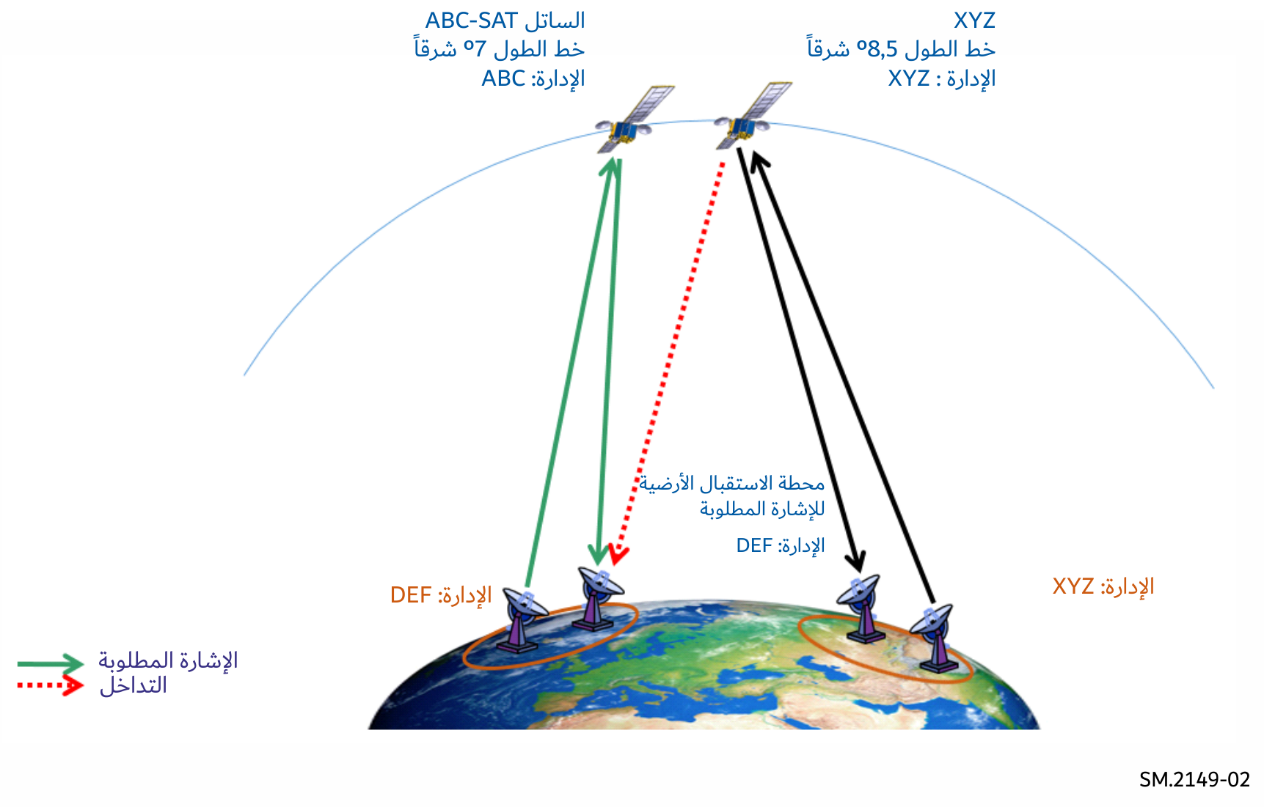 الساتل ABC-SAT
خط الطول 7º شرقاً
الإدارة: ABC
XYZ
خط الطول 8,5º شرقاً
الإدارة : XYZ
محطة الاستقبال الأرضية
للإشارة المطلوبة
الإدارة: DEF
الإدارة: DEF
الإدارة: XYZ
الإشارة المطلوبة
التداخل
SM.2149-02